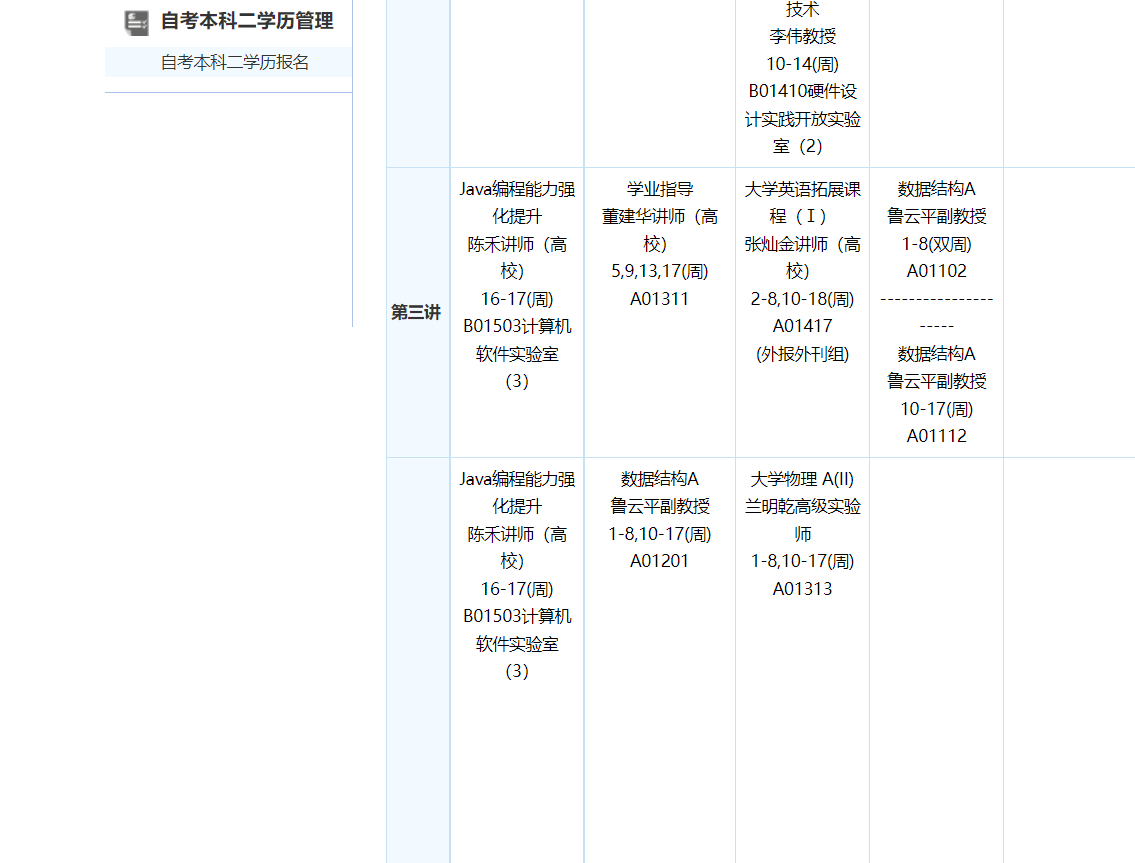 自考本科二学历管理
自考本科二学历报名
技术
李伟教授
10-14(周)
B01410硬件设
计实践开放实验
室（2）
第三讲
Java编程能力强
化提升
陈禾讲师（高
校）
16-17(周)
B01503计算机
软件实验室
（3）
学业指导
董建华讲师（高
校）
5,9,13,17(周)
A01311
大学英语拓展课
程（Ⅰ）
张灿金讲师（高
校）
2-8,10-18(周)
A01417
(外报外刊组)
数据结构A
鲁云平副教授
1-8(双周)
A01102
----------------
-----
数据结构A
鲁云平副教授
10-17(周)
A01112
Java编程能力强
化提升
陈禾讲师（高
校）
16-17(周)
B01503计算机
软件实验室
（3）
数据结构A
鲁云平副教授
1-8,10-17(周)
A01201
大学物理 A(II)
兰明乾高级实验
师
1-8,10-17(周)
A01313